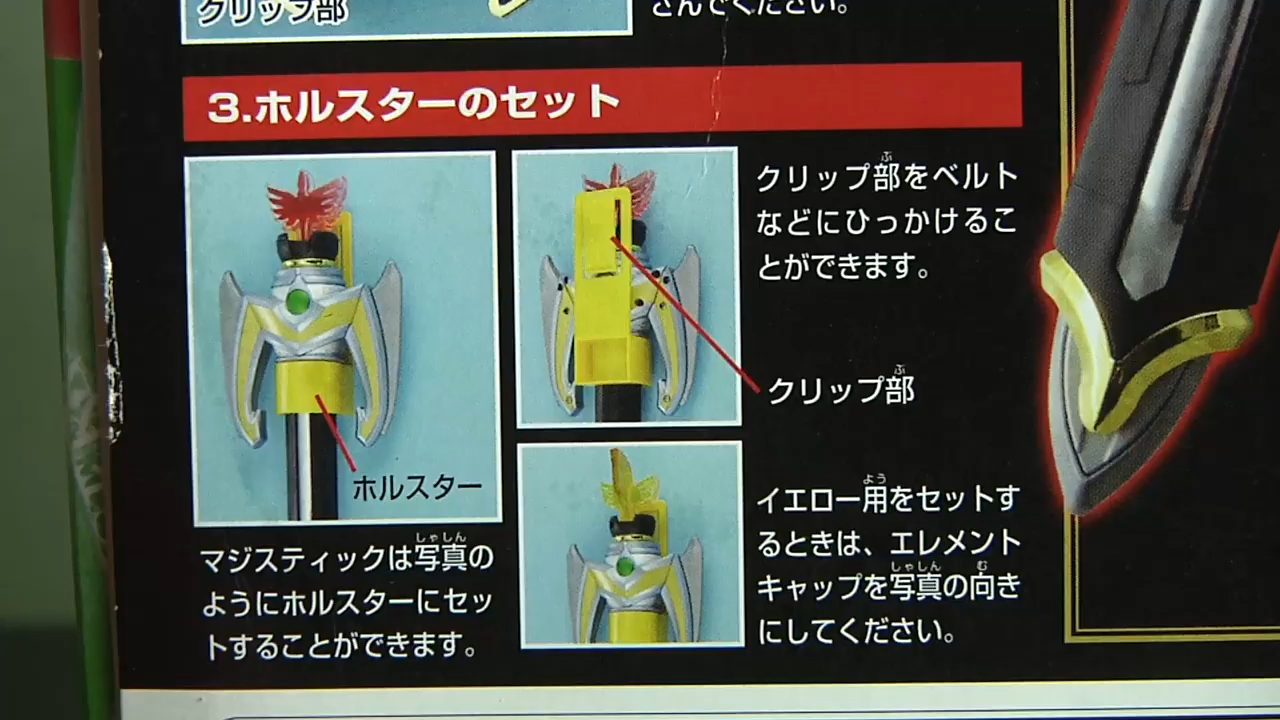 クリップ部
さんでください。
3.ホルスターのセット
ホルスター
マジスティックは写真の
ようにホルスターにセッ
トすることができます。
クリップ部をベルト
などにひっかけるこ
とができます。
クリップ部
イエロー用をセットす
るときは、エレメント
キャップを写真の向き
にしてください。